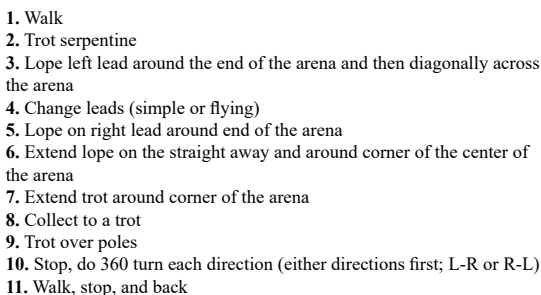 1. Walk
2. Trot serpentine
3. Lope left lead around the end of the arena and then diagonally across
the arena
4. Change leads (simple or flying)
5. Lope on right lead around end of the arena
6. Extend lope on the straight away and around corner of the center of
the arena
7. Extend trot around corner of the arena
8. Collect to a trot
9. Trot over poles
10. Stop, do 360 turn each direction (either directions first; L-R or R-L)
11. Walk, stop, and back